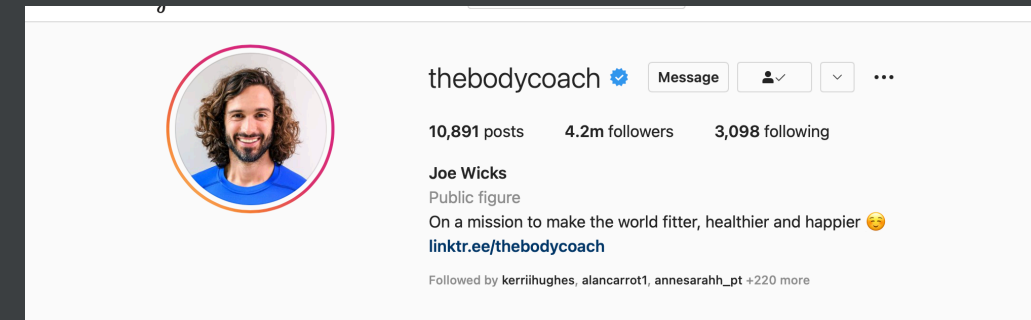 thebodycoach Message
10,891 posts 4.2m followers 3,098 following
Joe Wicks
Public figure
On a mission to make the world fitter, healthier and happier ☺️
linktr.ee/thebodycoach
Followed by kerriihughes, alancarrot1, annesarahh_pt +220 more